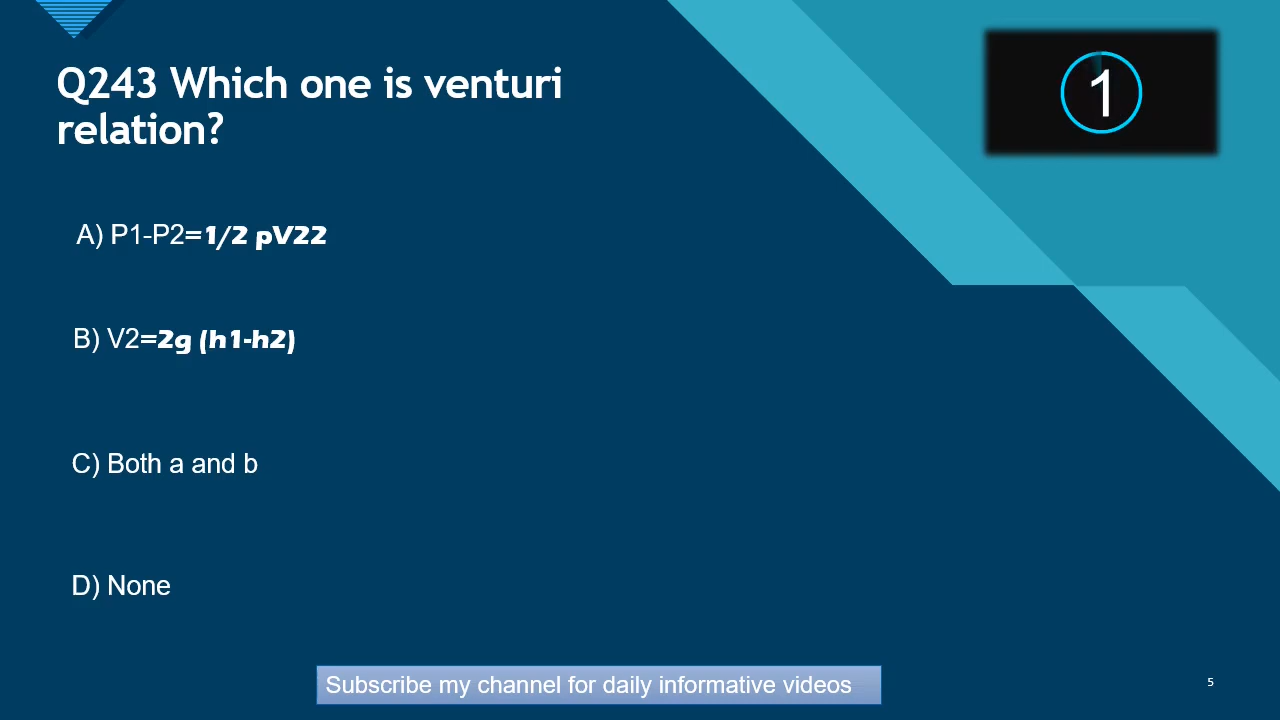 Q243 Which one is venturi
relation?
1
A) P1-P2=1/2 pV22
B) V2=2g (h1-h2)
C) Both a and b
D) None
Subscribe my channel for daily informative videos
5